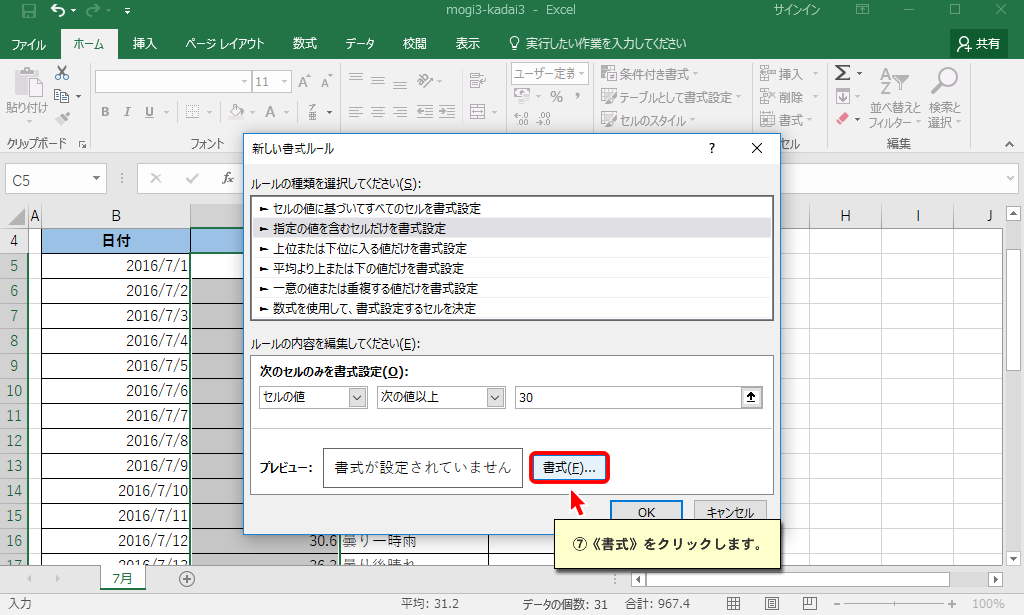 mogi3-kadai3 - Excel
サインイン
ファイル ホーム 挿入 ページ レイアウト 数式 データ 校閲 表示 実行したい作業を入力してください 共有
貼り付け
クリップボード
11
B I U
フォント
ユーザー定義
%
条件付き書式
テーブルとして書式設定
セルのスタイル
挿入
削除
書式
セル
並べ替えと
フィルター
検索と
選択
編集
C5
fx
A B H I J
4 日付
5 2016/7/1
6 2016/7/2
7 2016/7/3
8 2016/7/4
9 2016/7/5
10 2016/7/6
11 2016/7/7
12 2016/7/8
13 2016/7/9
14 2016/7/10
15 2016/7/11
16 2016/7/12 30.6 曇り一時雨
17 2016/7/13 26.3 曇り後晴れ
新しい書式ルール ?
ルールの種類を選択してください(S):
► セルの値に基づいてすべてのセルを書式設定
► 指定の値を含むセルだけを書式設定
► 上位または下位に入る値だけを書式設定
► 平均より上または下の値だけを書式設定
► 一意の値または重複する値だけを書式設定
► 数式を使用して、書式設定するセルを決定
ルールの内容を編集してください(E):
次のセルのみを書式設定(O):
セルの値 次の値以上 30
プレビュー: 書式が設定されていません 書式(F)...
OK キャンセル
⑦《書式》をクリックします。
7月
入力 平均: 31.2 データの個数: 31 合計: 967.4 100%